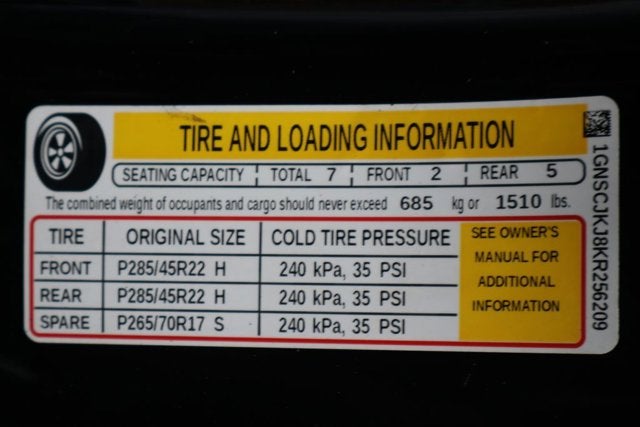 TIRE AND LOADING INFORMATION
SEATING CAPACITY TOTAL 7 FRONT 2 REAR 5
The combined weight of occupants and cargo should never exceed 685 kg or 1510 lbs.
TIRE ORIGINAL SIZE COLD TIRE PRESSURE
FRONT P285/45R22 H 240 kPa, 35 PSI
REAR P285/45R22 H 240 kPa, 35 PSI
SPARE P265/70R17 S 240 kPa, 35 PSI
SEE OWNER'S
MANUAL FOR
ADDITIONAL
INFORMATION
1GNSCJKJ8KR256209